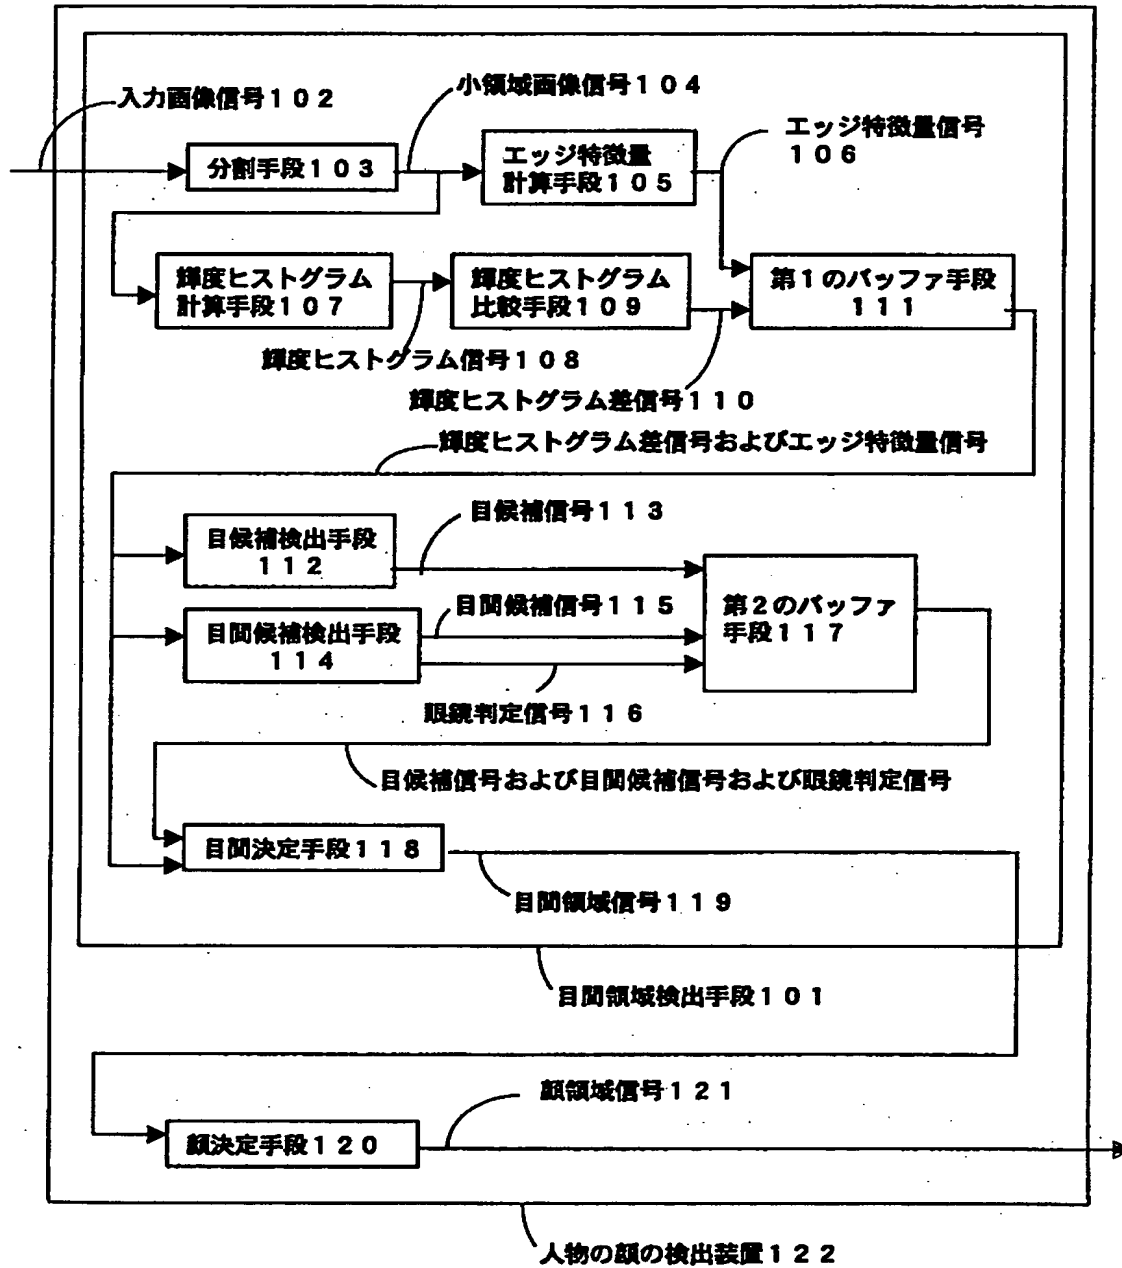 入力画像信号１０２
小領域画像信号１０４
エッジ特徴量信号
１０６
分割手段１０３
エッジ特徴量
計算手段１０５
輝度ヒストグラム
計算手段１０７
輝度ヒストグラム
比較手段１０９
第１のバッファ手段
１１１
輝度ヒストグラム信号１０８
輝度ヒストグラム差信号１１０
輝度ヒストグラム差信号およびエッジ特徴量信号
目候補信号１１３
目候補検出手段
１１２
目間候補信号１１５
第２のバッファ
手段１１７
目間候補検出手段
１１４
眼鏡判定信号１１６
目候補信号および目間候補信号および眼鏡判定信号
目間決定手段１１８
目間領域信号１１９
目間領域検出手段１０１
顔領域信号１２１
顔決定手段１２０
人物の顔の検出装置１２２